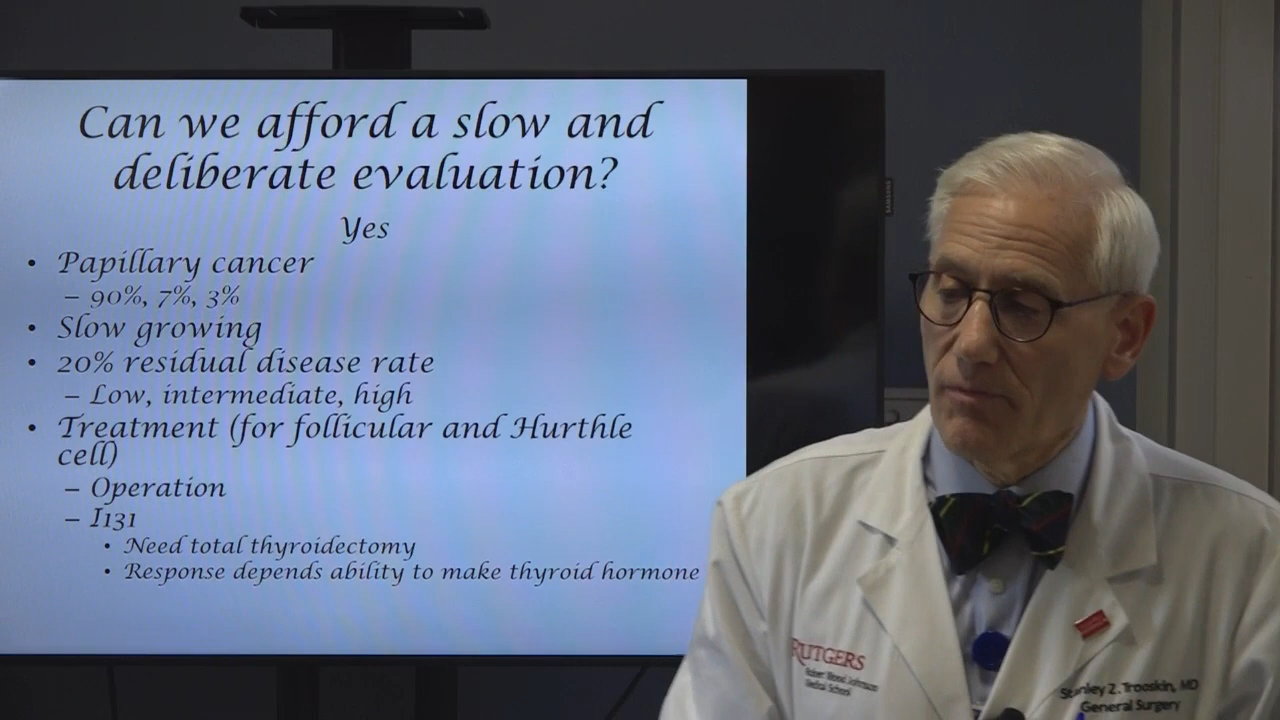 Can we afford a slow and
deliberate evaluation?
Yes
• Papillary cancer
– 90%, 7%, 3%
• Slow growing
• 20% residual disease rate
– Low, intermediate, high
• Treatment (for follicular and Hurthle
cell)
– Operation
– I131
• Need total thyroidectomy
• Response depends ability to make thyroid hormone
SAMSUNG
RUTGERS
Robert Wood Johnson
Medical School
Stanley Z. Trooskin, MD
General Surgery